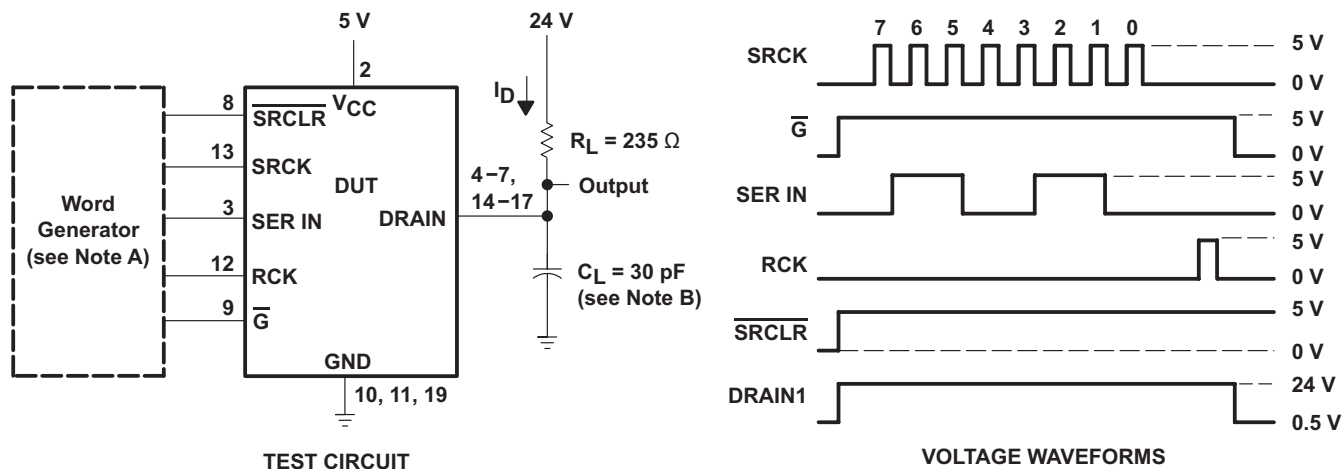 5 V
24 V
2
VCC
ID
8
SRCLR
RL = 235 Ω
13
SRCK
DUT
4−7,
14−17
Output
Word
Generator
(see Note A)
3
SER IN
DRAIN
12
RCK
CL = 30 pF
(see Note B)
9
G
GND
10, 11, 19
TEST CIRCUIT
7 6 5 4 3 2 1 0
SRCK
5 V
0 V
G
5 V
0 V
SER IN
5 V
0 V
RCK
5 V
0 V
SRCLR
5 V
0 V
DRAIN1
24 V
0.5 V
VOLTAGE WAVEFORMS